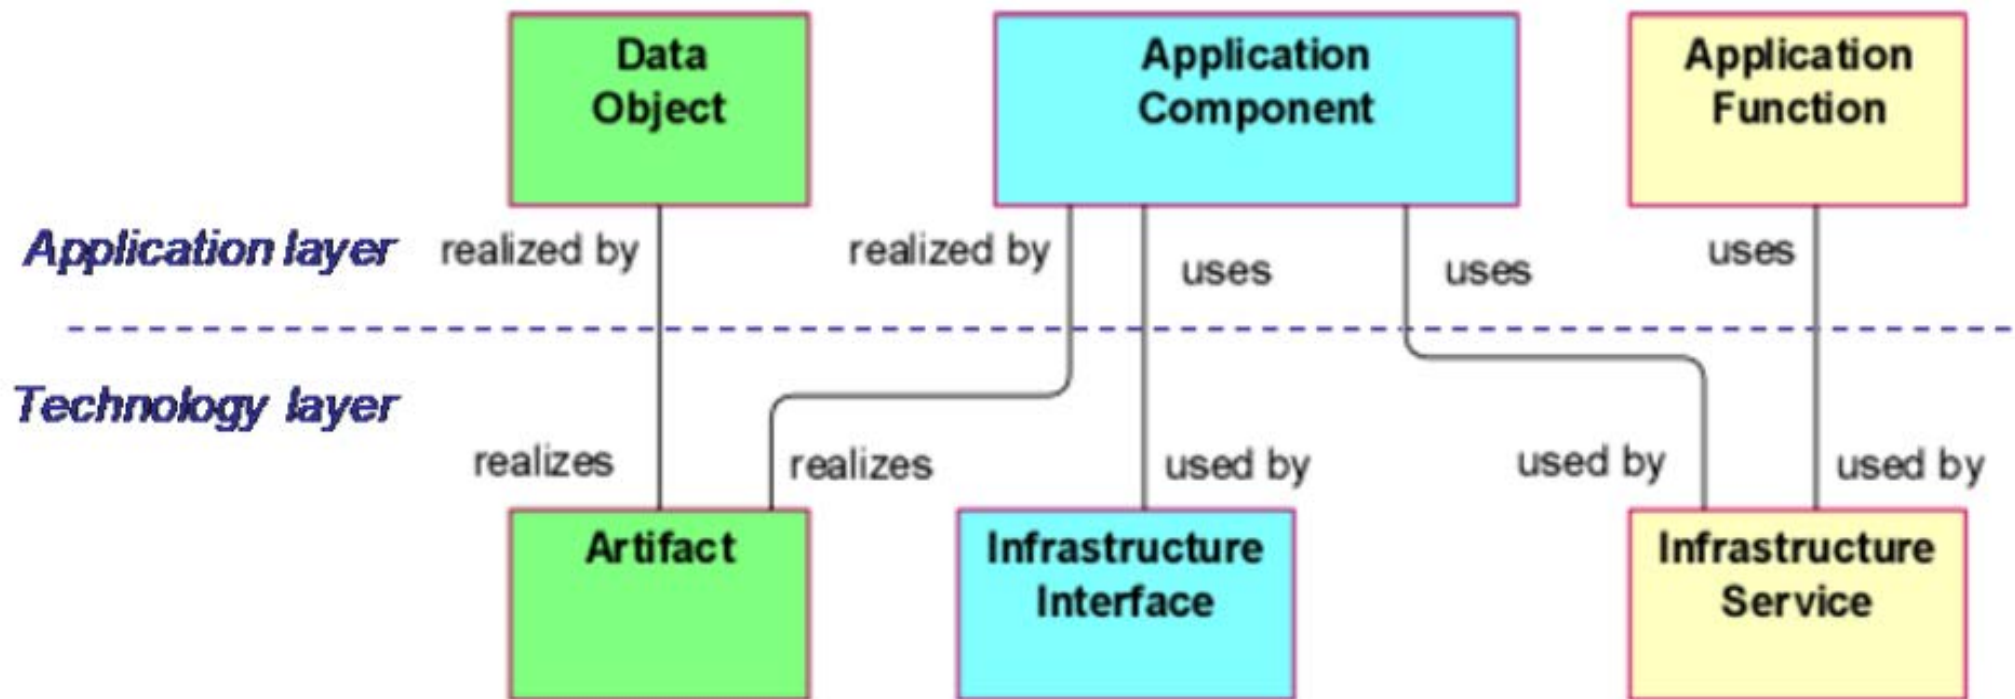 Data
Object
Application
Component
Application
Function
Application layer
realized by
realized by
uses
uses
uses
Technology layer
realizes
realizes
used by
used by
used by
Artifact
Infrastructure
Interface
Infrastructure
Service